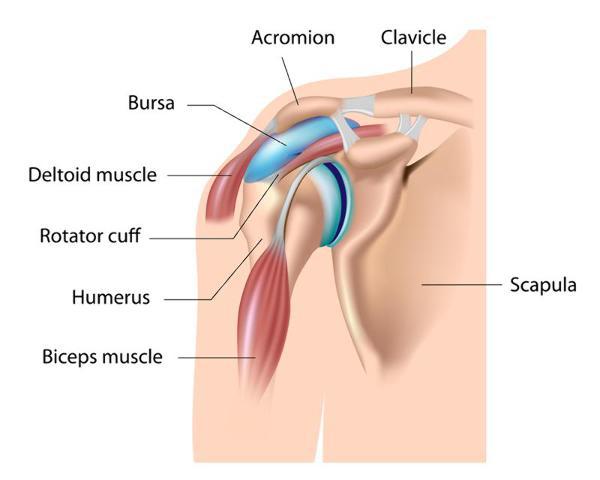 Acromion
Clavicle
Bursa
Deltoid muscle
Rotator cuff
Humerus
Scapula
Biceps muscle